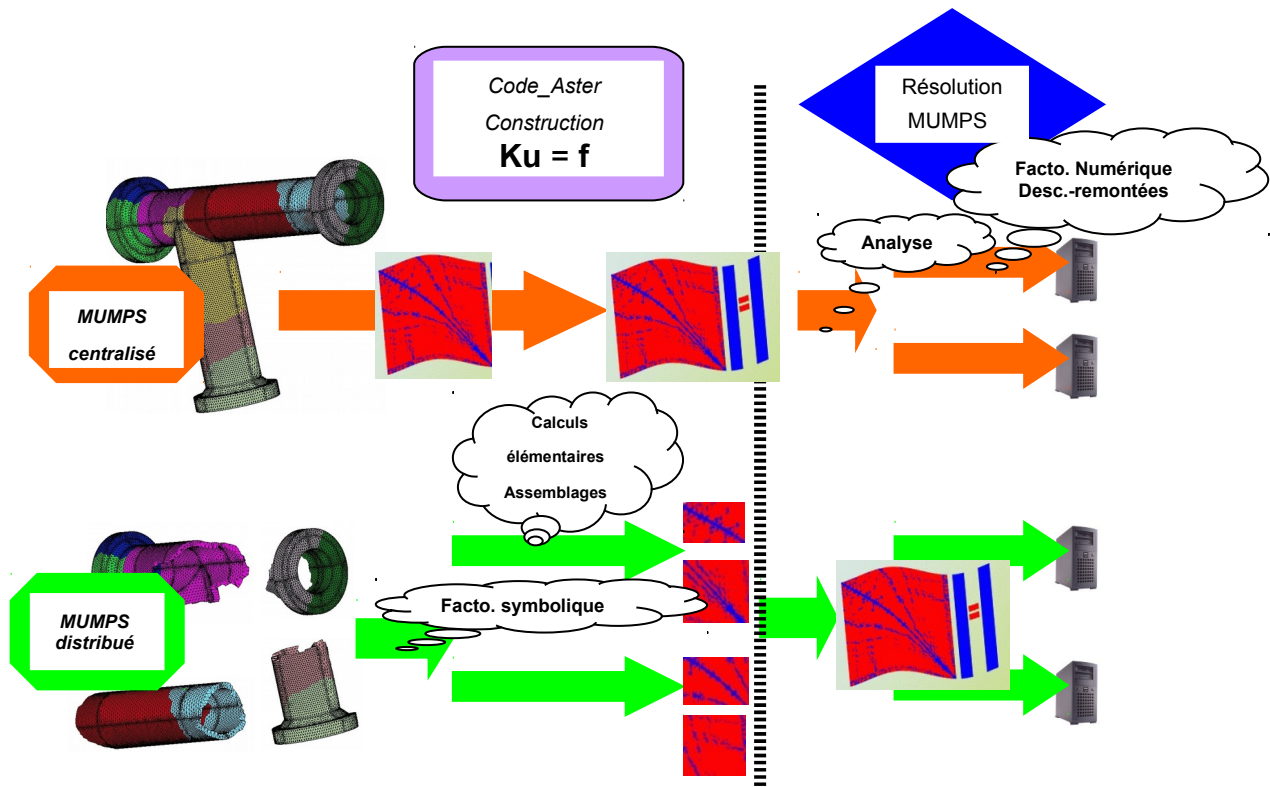 Code_Aster
Construction
Ku = f
Résolution
MUMPS
Facto. Numérique
Desc.-remontées
Analyse
MUMPS
centralisé
Calculs
élémentaires
Assemblages
Facto. symbolique
MUMPS
distribué